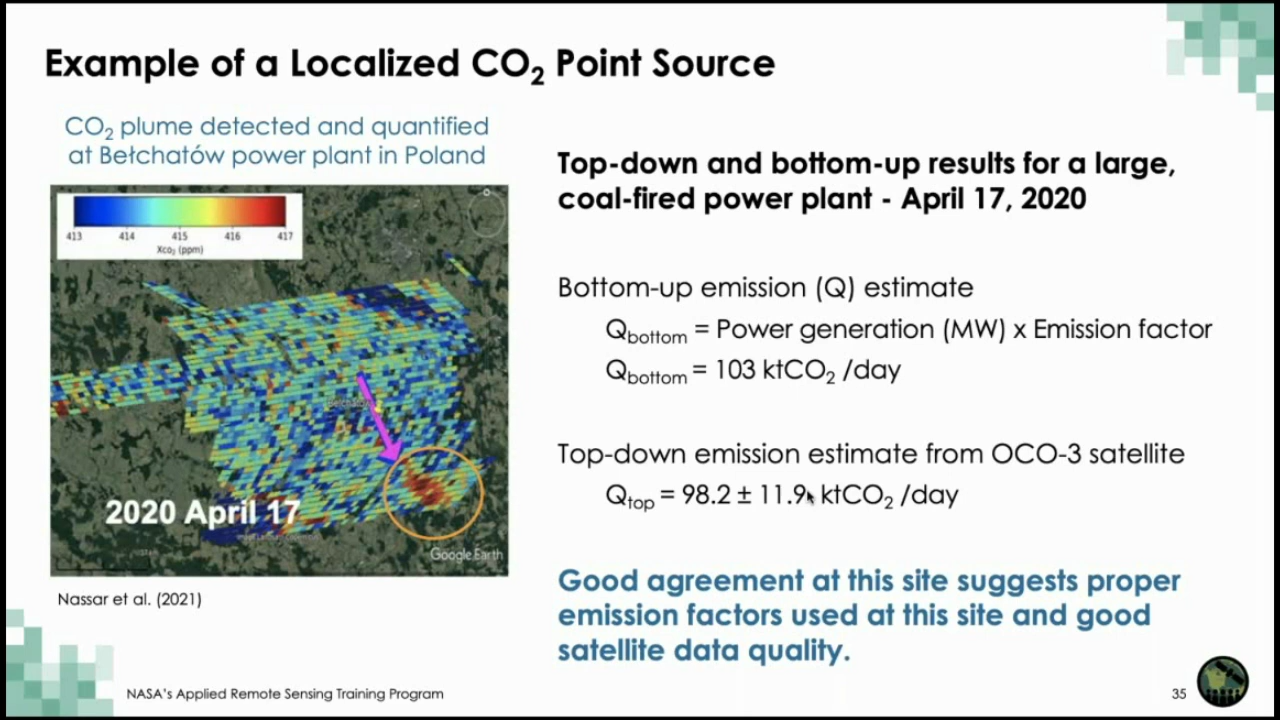 Example of a Localized CO2 Point Source
CO2 plume detected and quantified
at Bełchatów power plant in Poland
413 414 415 416 417
Xco2 (ppm)
2020 April 17
Google Earth
Nassar et al. (2021)
Top-down and bottom-up results for a large,
coal-fired power plant - April 17, 2020
Bottom-up emission (Q) estimate
Qbottom = Power generation (MW) x Emission factor
Qbottom = 103 ktCO2 /day
Top-down emission estimate from OCO-3 satellite
Qtop = 98.2 ± 11.9 ktCO2 /day
Good agreement at this site suggests proper
emission factors used at this site and good
satellite data quality.
NASA's Applied Remote Sensing Training Program
35